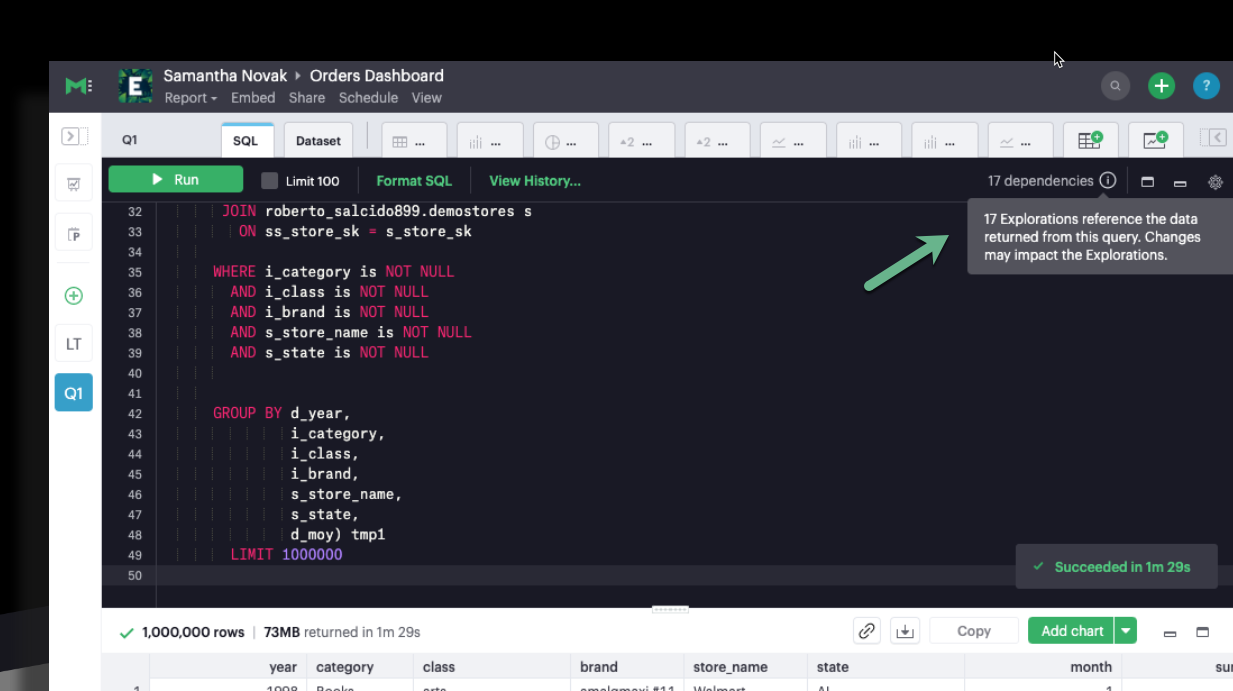 Samantha Novak ▸ Orders Dashboard
Report Embed Share Schedule View
?
Q1 SQL Dataset ... ... ... 2 ... 2 ... ... ... ... ...
Run Limit 100 Format SQL View History... 17 dependencies
17 Explorations reference the data
returned from this query. Changes
may impact the Explorations.
32 JOIN roberto_salcido899.demostores s
33 ON ss_store_sk = s_store_sk
34
35 WHERE i_category is NOT NULL
36 AND i_class is NOT NULL
37 AND i_brand is NOT NULL
38 AND s_store_name is NOT NULL
39 AND s_state is NOT NULL
40
41
42 GROUP BY d_year,
43 i_category,
44 i_class,
45 i_brand,
46 s_store_name,
47 s_state,
48 d_moy) tmp1
49 LIMIT 1000000
50
P
LT
Q1
Succeeded in 1m 29s
1,000,000 rows | 73MB returned in 1m 29s
Copy Add chart
year category class brand store_name state month
1 1998 Books arts amalgmaxi #11 Walmart AL 1